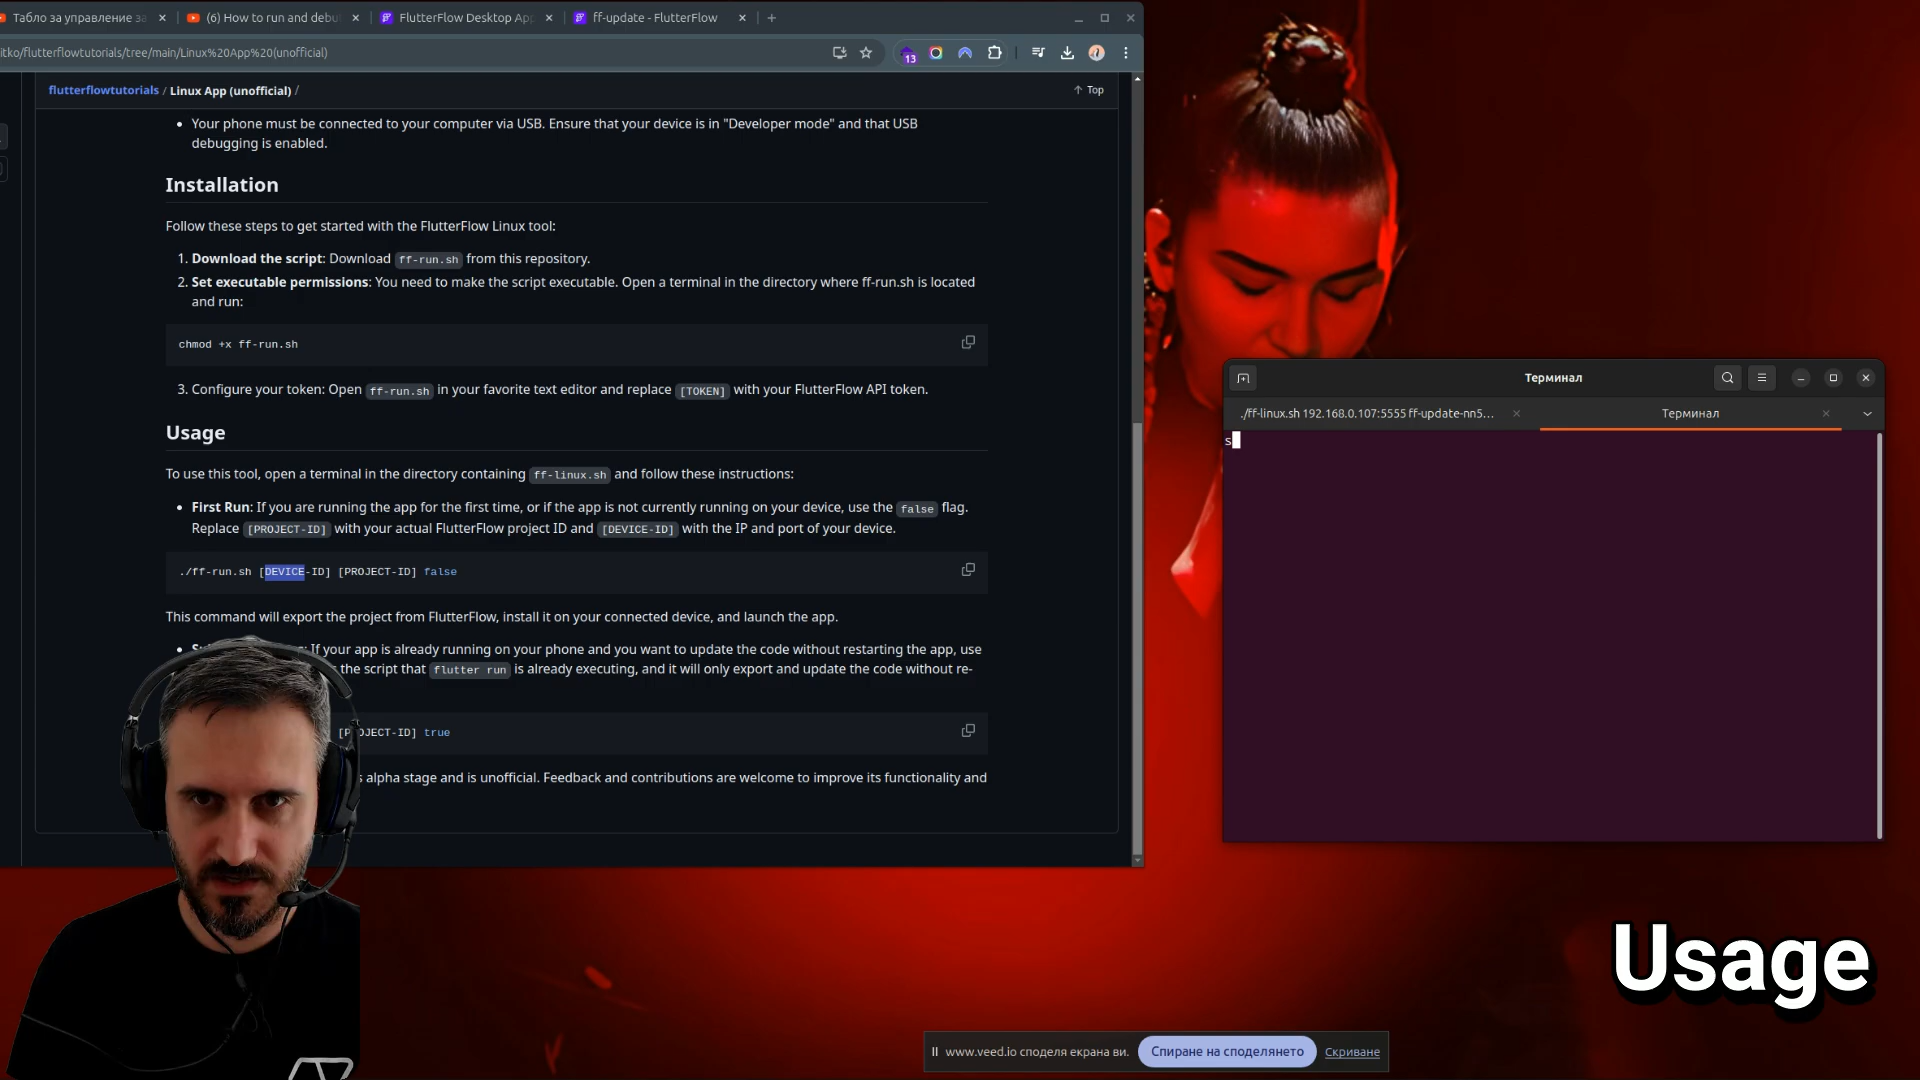 Табло за управление за
(6) How to run and debu
FlutterFlow Desktop App
ff-update - FlutterFlow
itko/flutterflowtutorials/tree/main/Linux%20App%20(unofficial)
13
flutterflowtutorials / Linux App (unofficial) /
Top
Your phone must be connected to your computer via USB. Ensure that your device is in "Developer mode" and that USB
debugging is enabled.
Installation
Follow these steps to get started with the FlutterFlow Linux tool:
1. Download the script: Download ff-run.sh from this repository.
2. Set executable permissions: You need to make the script executable. Open a terminal in the directory where ff-run.sh is located
and run:
chmod +x ff-run.sh
3. Configure your token: Open ff-run.sh in your favorite text editor and replace [TOKEN] with your FlutterFlow API token.
Usage
To use this tool, open a terminal in the directory containing ff-linux.sh and follow these instructions:
First Run: If you are running the app for the first time, or if the app is not currently running on your device, use the false flag.
Replace [PROJECT-ID] with your actual FlutterFlow project ID and [DEVICE-ID] with the IP and port of your device.
./ff-run.sh [DEVICE-ID] [PROJECT-ID] false
This command will export the project from FlutterFlow, install it on your connected device, and launch the app.
If your app is already running on your phone and you want to update the code without restarting the app, use
the script that flutter run is already executing, and it will only export and update the code without re-
[PROJECT-ID] true
alpha stage and is unofficial. Feedback and contributions are welcome to improve its functionality and
Терминал
./ff-linux.sh 192.168.0.107:5555 ff-update-nn5...
Терминал
s
Usage
www.veed.io споделя екрана ви.
Спиране на споделянето
Скриване